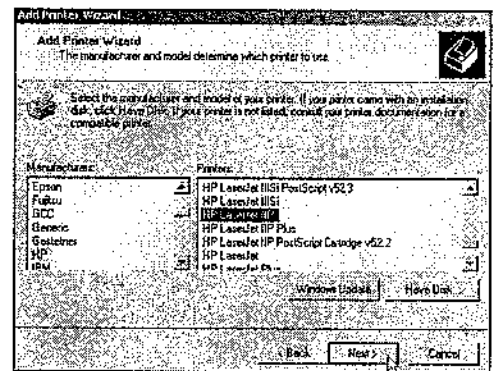 Add Printer Wizard
Add Printer Wizard
The manufacturer and model determine which printer to use.
Select the manufacturer and model of your printer. If your printer came with an installation
disk, click Have Disk. If your printer is not listed, consult your printer documentation for a
compatible printer.
Manufacturers:
Epson
Fujitsu
GCC
Generic
Gestetner
HP
IBM
Printers:
HP LaserJet IIISi PostScript v52.3
HP LaserJet IIISi
HP LaserJet IIP
HP LaserJet IIP Plus
HP LaserJet IIP PostScript Cartridge v52.2
HP LaserJet
HP LaserJet Plus
Windows Update
Have Disk...
< Back
Next >
Cancel